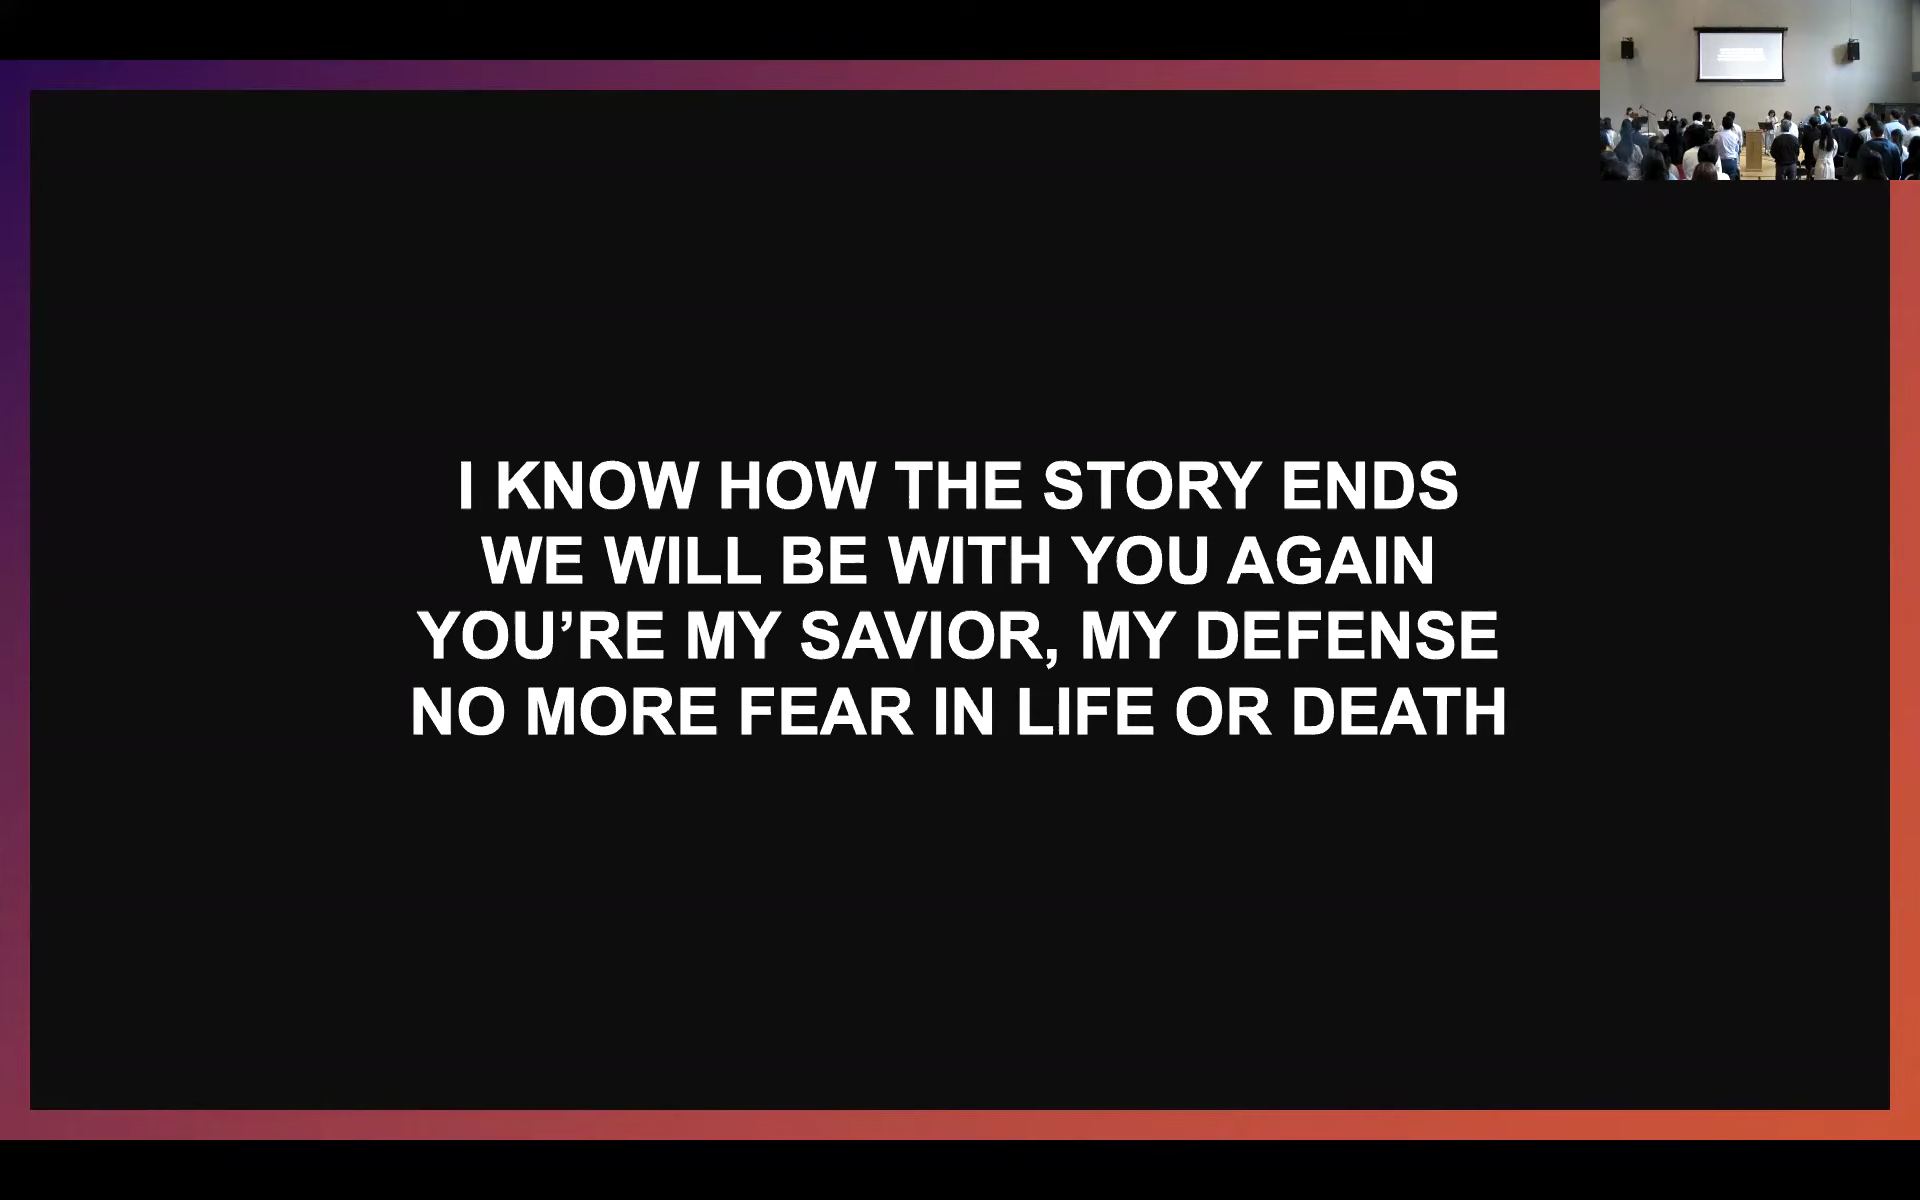 I KNOW HOW THE STORY ENDS
WE WILL BE WITH YOU AGAIN
YOU’RE MY SAVIOR, MY DEFENSE
NO MORE FEAR IN LIFE OR DEATH